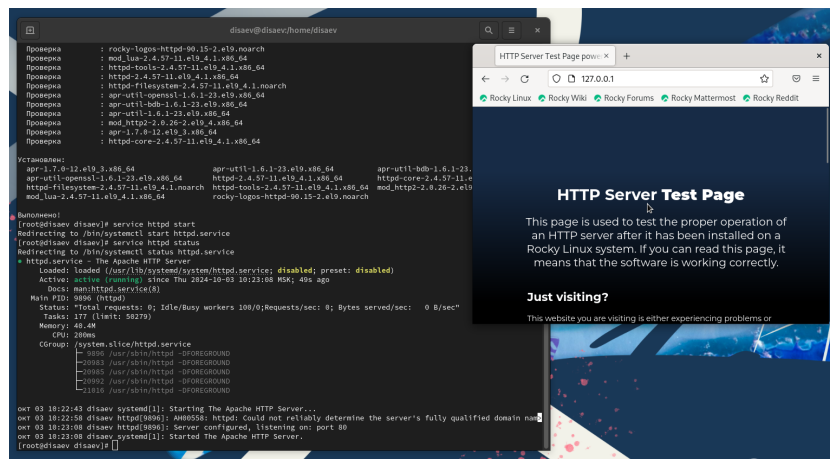 disaev@disaev:/home/disaev
Проверка : rocky-logos-httpd-90.15-2.el9.noarch
Проверка : mod_lua-2.4.57-11.el9_4.1.x86_64
Проверка : httpd-tools-2.4.57-11.el9_4.1.x86_64
Проверка : httpd-2.4.57-11.el9_4.1.x86_64
Проверка : httpd-filesystem-2.4.57-11.el9_4.1.noarch
Проверка : apr-util-openssl-1.6.1-23.el9.x86_64
Проверка : apr-util-bdb-1.6.1-23.el9.x86_64
Проверка : apr-util-1.6.1-23.el9.x86_64
Проверка : mod_http2-2.0.26-2.el9_4.x86_64
Проверка : apr-1.7.0-12.el9_3.x86_64
Проверка : httpd-core-2.4.57-11.el9_4.1.x86_64
Установлен:
apr-1.7.0-12.el9_3.x86_64 apr-util-1.6.1-23.el9.x86_64 apr-util-bdb-1.6.1-23.
apr-util-openssl-1.6.1-23.el9.x86_64 httpd-2.4.57-11.el9_4.1.x86_64 httpd-core-2.4.57-11.e
httpd-filesystem-2.4.57-11.el9_4.1.noarch httpd-tools-2.4.57-11.el9_4.1.x86_64 mod_http2-2.0.26-2.el9
mod_lua-2.4.57-11.el9_4.1.x86_64 rocky-logos-httpd-90.15-2.el9.noarch
Выполнено!
[root@disaev disaev]# service httpd start
Redirecting to /bin/systemctl start httpd.service
[root@disaev disaev]# service httpd status
Redirecting to /bin/systemctl status httpd.service
● httpd.service - The Apache HTTP Server
Loaded: loaded (/usr/lib/systemd/system/httpd.service; disabled; preset: disabled)
Active: active (running) since Thu 2024-10-03 10:23:08 MSK; 49s ago
Docs: man:httpd.service(8)
Main PID: 9896 (httpd)
Status: "Total requests: 0; Idle/Busy workers 100/0;Requests/sec: 0; Bytes served/sec: 0 B/sec"
Tasks: 177 (limit: 50279)
Memory: 40.4M
CPU: 200ms
CGroup: /system.slice/httpd.service
├─ 9896 /usr/sbin/httpd -DFOREGROUND
├─20983 /usr/sbin/httpd -DFOREGROUND
├─20985 /usr/sbin/httpd -DFOREGROUND
├─20992 /usr/sbin/httpd -DFOREGROUND
└─21016 /usr/sbin/httpd -DFOREGROUND
окт 03 10:22:43 disaev systemd[1]: Starting The Apache HTTP Server...
окт 03 10:22:58 disaev httpd[9896]: AH00558: httpd: Could not reliably determine the server's fully qualified domain nam>
окт 03 10:23:08 disaev httpd[9896]: Server configured, listening on: port 80
окт 03 10:23:08 disaev systemd[1]: Started The Apache HTTP Server.
[root@disaev disaev]#
HTTP Server Test Page powe
127.0.0.1
Rocky Linux Rocky Wiki Rocky Forums Rocky Mattermost Rocky Reddit
HTTP Server Test Page
This page is used to test the proper operation of
an HTTP server after it has been installed on a
Rocky Linux system. If you can read this page, it
means that the software is working correctly.
Just visiting?
This website you are visiting is either experiencing problems or